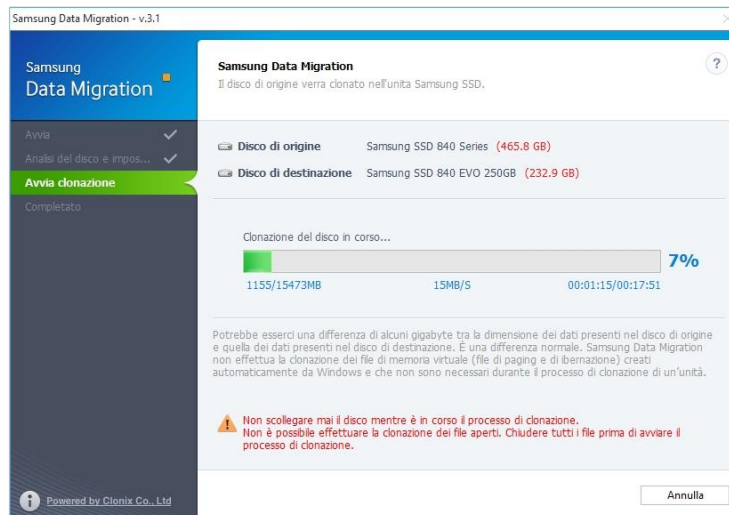 Samsung Data Migration - v.3.1
Samsung
Data Migration
Avvia
Analisi del disco e impos...
Avvia clonazione
Completato
Powered by Clonix Co., Ltd
Samsung Data Migration
Il disco di origine verra clonato nell'unita Samsung SSD.
?
Disco di origine Samsung SSD 840 Series (465.8 GB)
Disco di destinazione Samsung SSD 840 EVO 250GB (232.9 GB)
Clonazione del disco in corso...
7%
1155/15473MB 15MB/S 00:01:15/00:17:51
Potrebbe esserci una differenza di alcuni gigabyte tra la dimensione dei dati presenti nel disco di origine
e quella dei dati presenti nel disco di destinazione. È una differenza normale. Samsung Data Migration
non effettua la clonazione dei file di memoria virtuale (file di paging e di ibernazione) creati
automaticamente da Windows e che non sono necessari durante il processo di clonazione di un'unità.
Non scollegare mai il disco mentre è in corso il processo di clonazione.
Non è possibile effettuare la clonazione dei file aperti. Chiudere tutti i file prima di avviare il
processo di clonazione.
Annulla